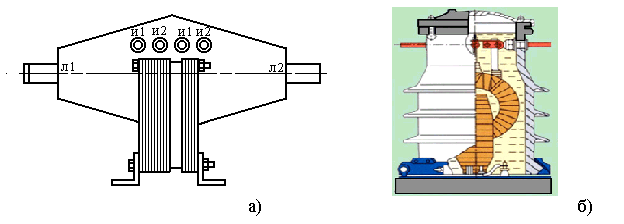 и1 и2 и1 и2
л1 л2
а) б)